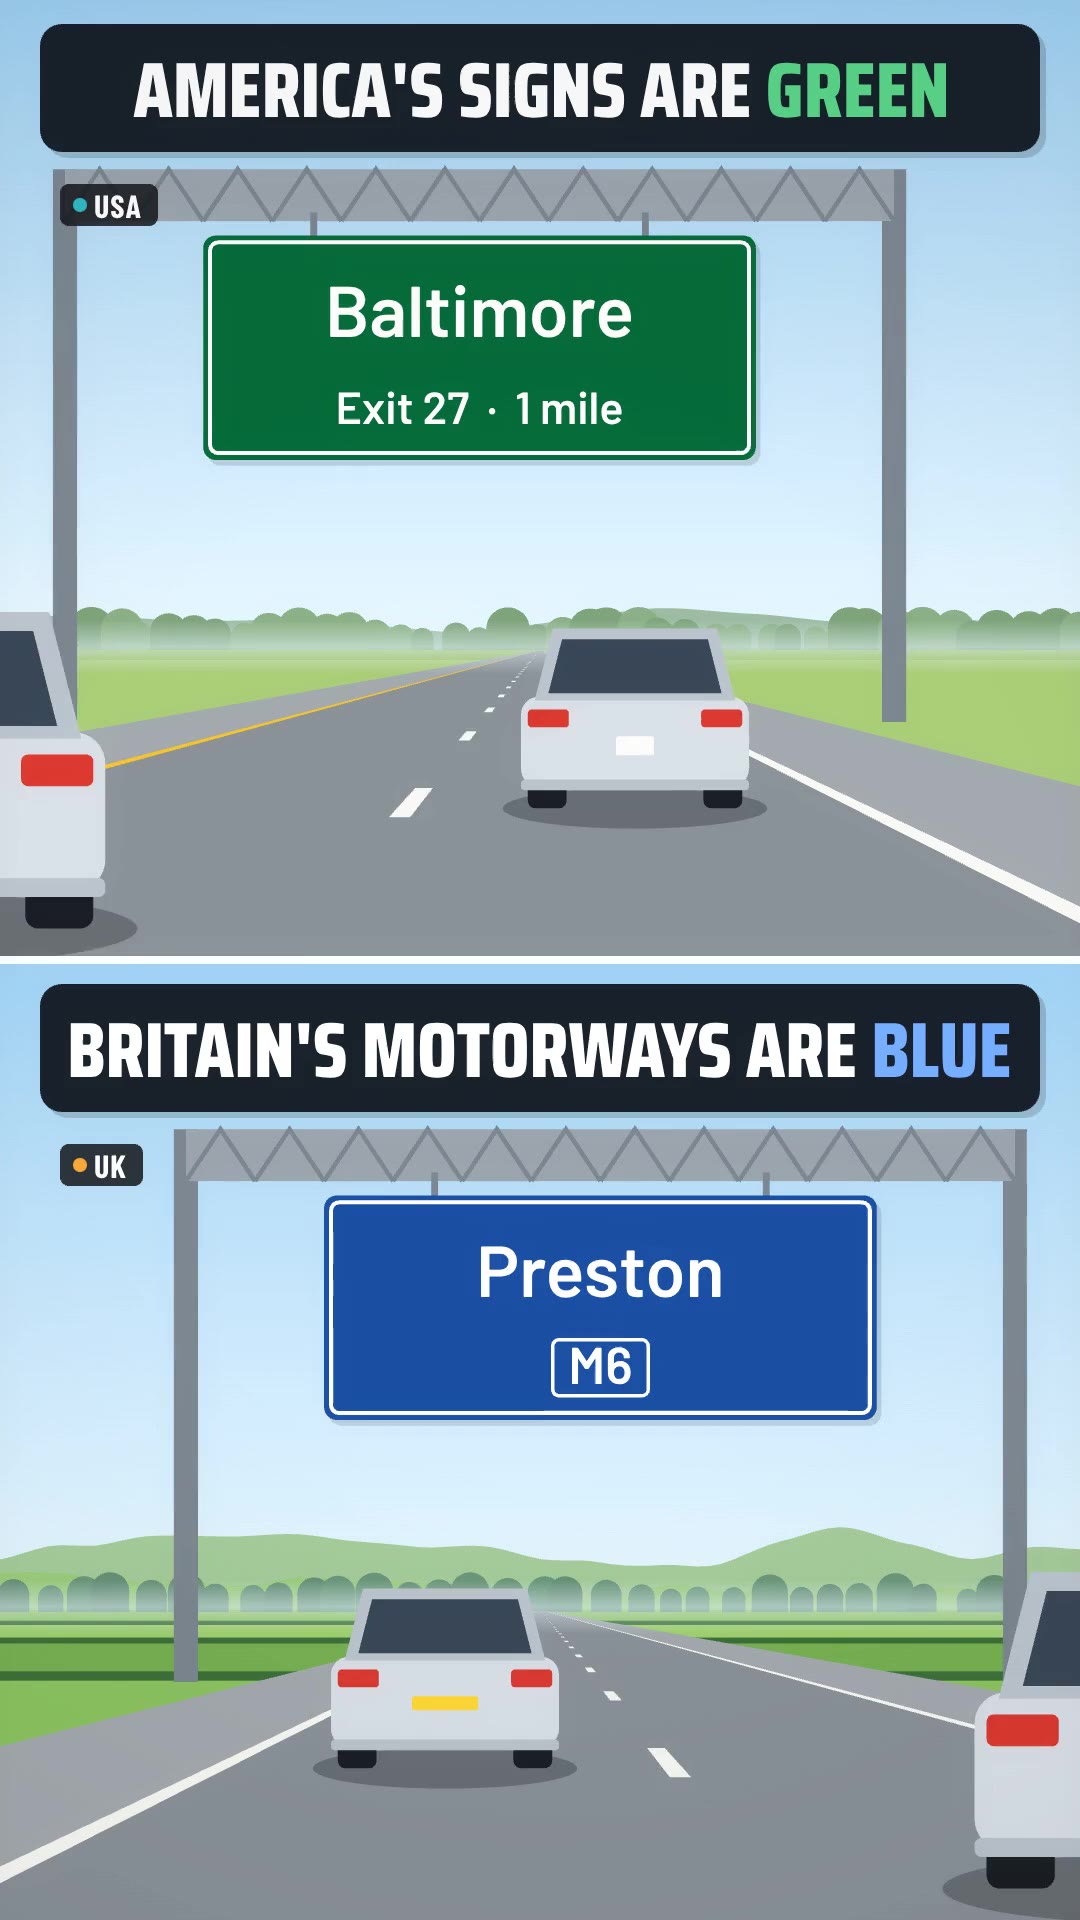 AMERICA'S SIGNS ARE GREEN
USA
Baltimore
Exit 27 · 1 mile
BRITAIN'S MOTORWAYS ARE BLUE
UK
Preston
M6